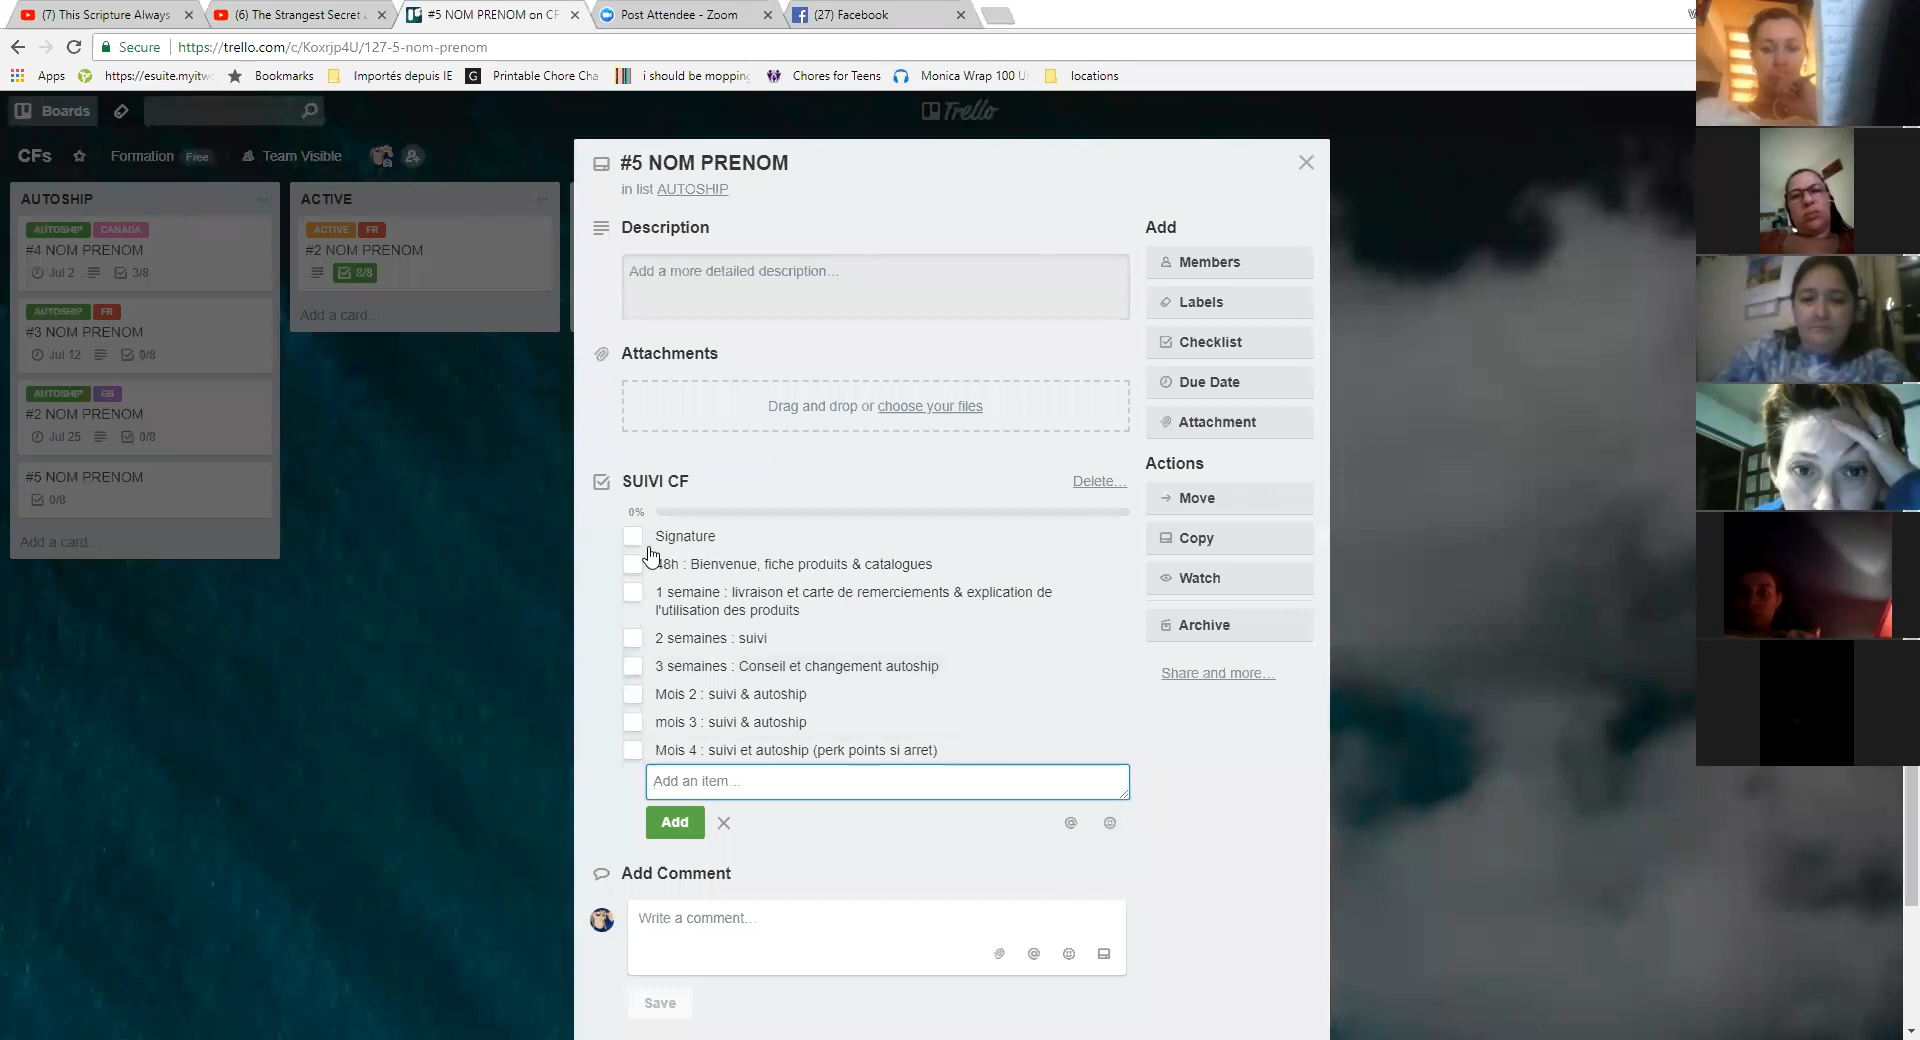 (7) This Scripture Always
(6) The Strangest Secret
#5 NOM PRENOM on CF
Post Attendee - Zoom
(27) Facebook
Secure
https://trello.com/c/Koxrjp4U/127-5-nom-prenom
Apps
https://esuite.myitw
Bookmarks
Importés depuis IE
Printable Chore Cha
i should be mopping
Chores for Teens
Monica Wrap 100 U
locations
Boards
Trello
CFs
Formation Free
Team Visible
AUTOSHIP
AUTOSHIP CANADA
#4 NOM PRENOM
Jul 2 3/8
AUTOSHIP FR
#3 NOM PRENOM
Jul 12 0/8
AUTOSHIP GB
#2 NOM PRENOM
Jul 25 0/8
#5 NOM PRENOM
0/8
Add a card...
ACTIVE
ACTIVE FR
#2 NOM PRENOM
8/8
Add a card...
#5 NOM PRENOM
in list AUTOSHIP
Description
Add a more detailed description...
Attachments
Drag and drop or choose your files
SUIVI CF
Delete...
0%
Signature
48h : Bienvenue, fiche produits & catalogues
1 semaine : livraison et carte de remerciements & explication de
l'utilisation des produits
2 semaines : suivi
3 semaines : Conseil et changement autoship
Mois 2 : suivi & autoship
mois 3 : suivi & autoship
Mois 4 : suivi et autoship (perk points si arret)
Add an item...
Add
Add Comment
Write a comment...
Save
Add
Members
Labels
Checklist
Due Date
Attachment
Actions
Move
Copy
Watch
Archive
Share and more...